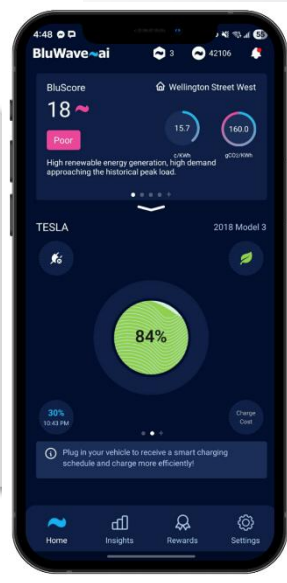 4:48
55
BluWave-ai
3
42106
BluScore
Wellington Street West
18
Poor
15.7
160.0
c/KWh
gCO2/KWh
High renewable energy generation, high demand
approaching the historical peak load.
TESLA
2018 Model 3
84%
30%
10:43 PM
Charge
Cost
Plug in your vehicle to receive a smart charging
schedule and charge more efficiently!
Home
Insights
Rewards
Settings